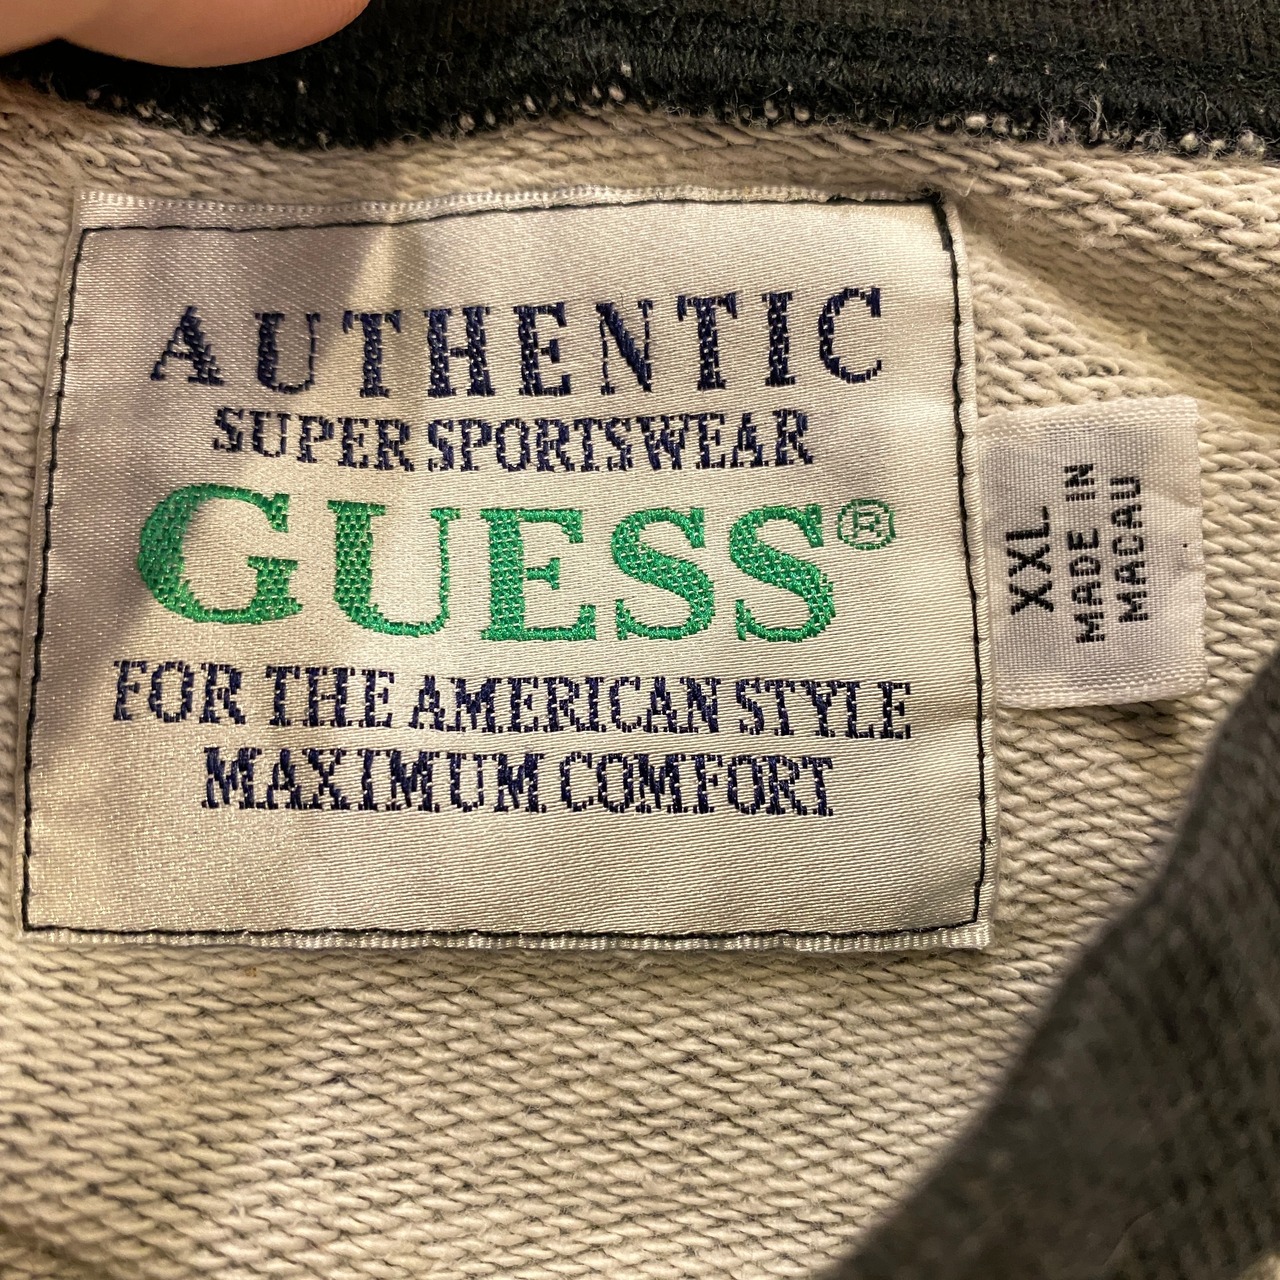 AUTHENTIC
SUPER SPORTSWEAR
GUESS®
FOR THE AMERICAN STYLE
MAXIMUM COMFORT
XXL
MADE IN
MACAU